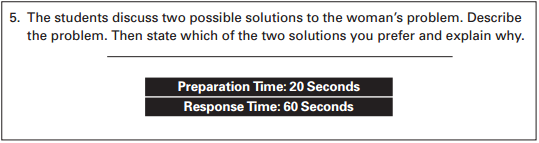 5. The students discuss two possible solutions to the woman's problem. Describe
the problem. Then state which of the two solutions you prefer and explain why.
Preparation Time: 20 Seconds
Response Time: 60 Seconds